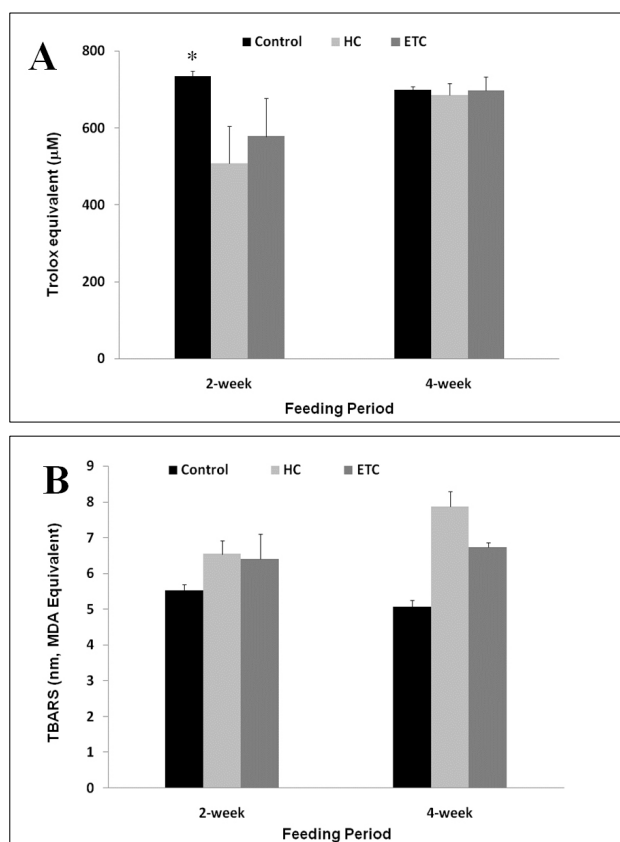 A
Control HC ETC
*
800
600
400
200
0
Trolox equivalent (µM)
2-week 4-week
Feeding Period
B
Control HC ETC
9
8
7
6
5
4
3
2
1
0
TBARS (nm, MDA Equivalent)
2-week 4-week
Feeding Period